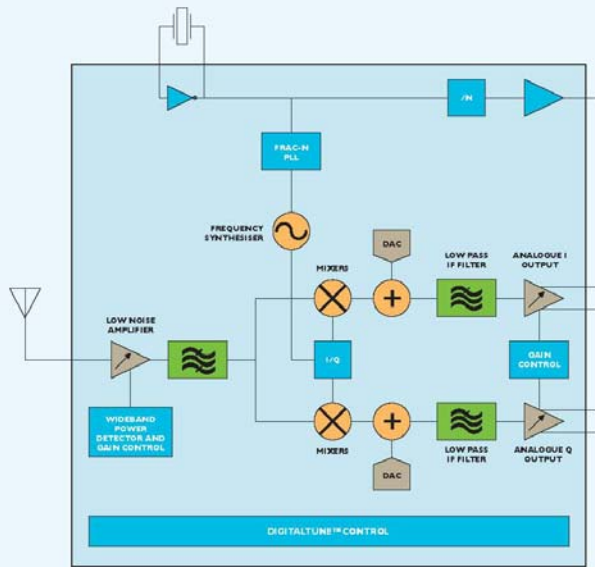 /N
FRAC-N
PLL
FREQUENCY
SYNTHESISER
DAC
MIXERS
LOW PASS
IF FILTER
ANALOGUE I
OUTPUT
LOW NOISE
AMPLIFIER
I/Q
GAIN
CONTROL
WIDEBAND
POWER
DETECTOR AND
GAIN CONTROL
MIXERS
LOW PASS
IF FILTER
ANALOGUE Q
OUTPUT
DAC
DIGITALTUNE™ CONTROL